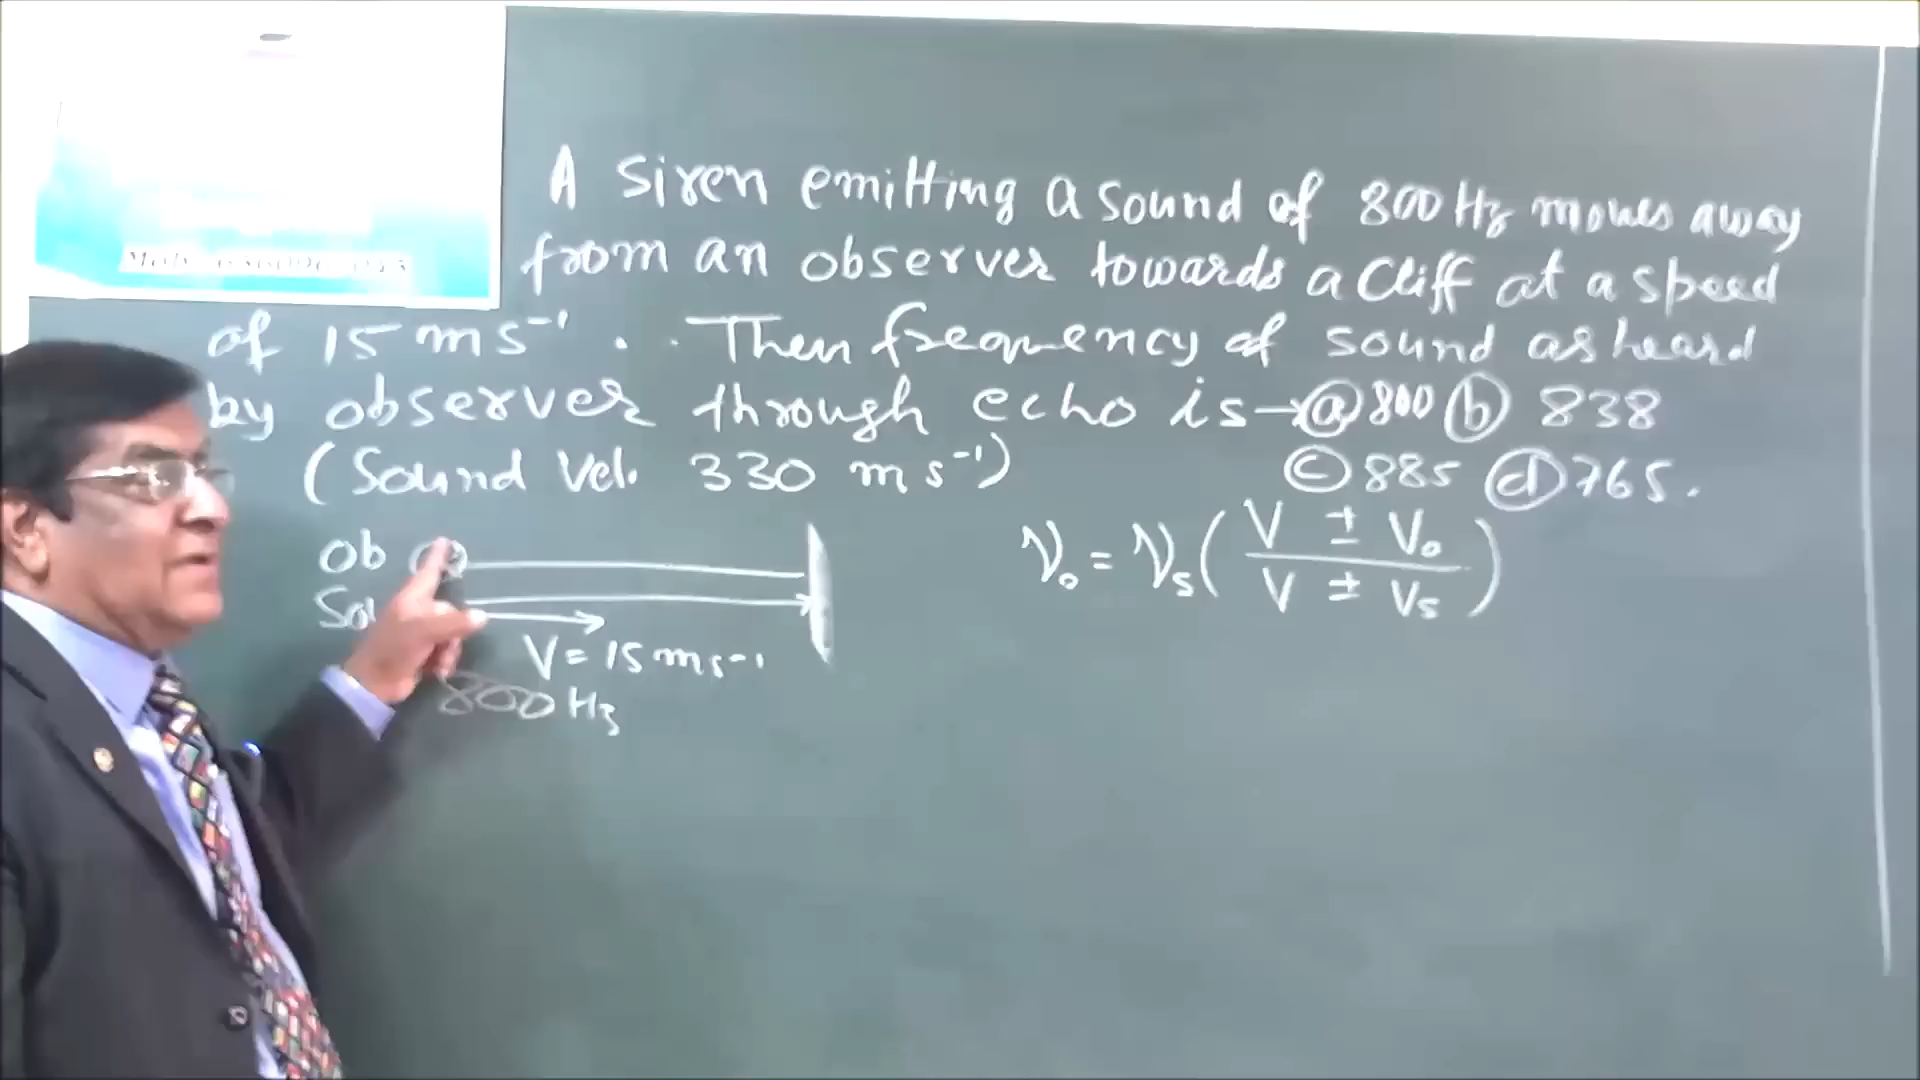 A Siren emitting a sound of 800 Hz moves away
from an observer towards a Cliff at a speed
of 15 ms⁻¹ . . Then frequency of sound as heard
by observer through echo is → ⓐ 800 ⓑ 838
(Sound Vel. 330 ms⁻¹) ⓒ 885 ⓓ 765.
Ob
V = 15 ms⁻¹
800 Hz
ν₀ = νₛ ( (V ± V₀) / (V ± Vₛ) )